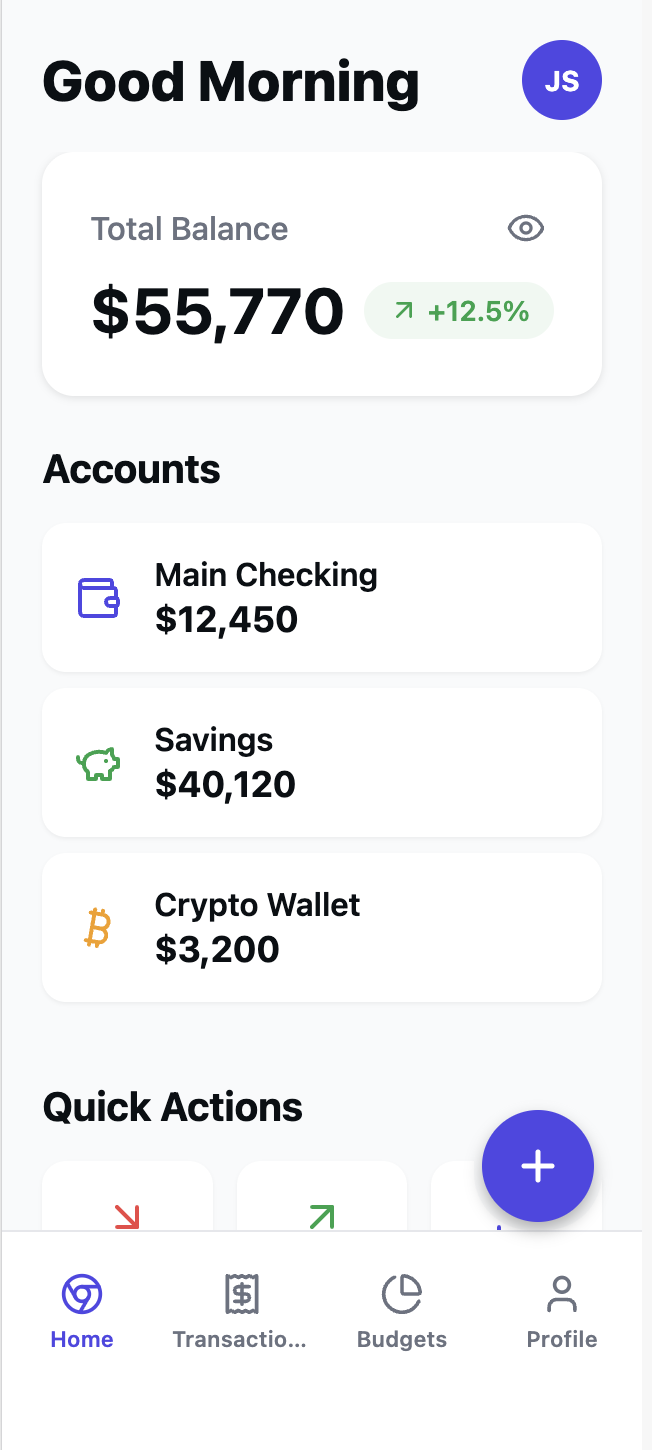 Good Morning
JS
Total Balance
$55,770
+12.5%
Accounts
Main Checking
$12,450
Savings
$40,120
Crypto Wallet
$3,200
Quick Actions
Home
Transactio...
Budgets
Profile